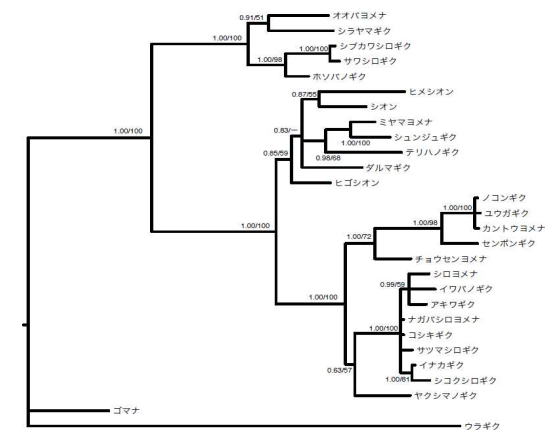 0.91/51
オオバヨメナ
シラヤマギク
1.00/100
シブカワシロギク
1.00/100
サワシロギク
1.00/98
ホソバノギク
0.87/55
ヒメシオン
シオン
ミヤマヨメナ
0.83/—
1.00/100
シュンジュギク
1.00/100
テリハノギク
0.85/59
0.98/68
ダルマギク
ヒゴシオン
ノコンギク
1.00/100
ユウガギク
1.00/98
カントウヨメナ
1.00/100
1.00/72
センボンギク
チョウセンヨメナ
シロヨメナ
0.99/59
イワバノギク
1.00/100
アキワギク
ナガバシロヨメナ
1.00/100
コシキギク
サツマシロギク
イナカギク
0.63/57
1.00/81
シコクシロギク
ヤクシマノギク
ゴマナ
ウラギク